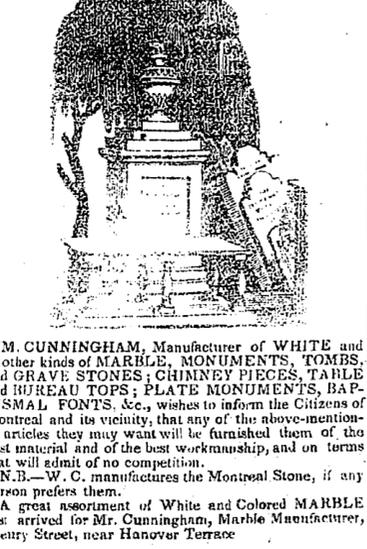 M. CUNNINGHAM, Manufacturer of WHITE and
other kinds of MARBLE, MONUMENTS, TOMBS,
d GRAVE STONES; CHIMNEY PIECES, TABLE
d BUREAU TOPS; PLATE MONUMENTS, BAP-
SMAL FONTS, &c., wishes to inform the Citizens of
ontreal and its vicinity, that any of the above-mention-
articles they may want will be furnished them of the
st material and of the best workmanship, and on terms
at will admit of no competition.
N.B.—W. C. manufactures the Montreal Stone, if any
rson prefers them.
A great assortment of White and Colored MARBLE
st arrived for Mr. Cunningham, Marble Manufacturer,
enry Street, near Hanover Terrace